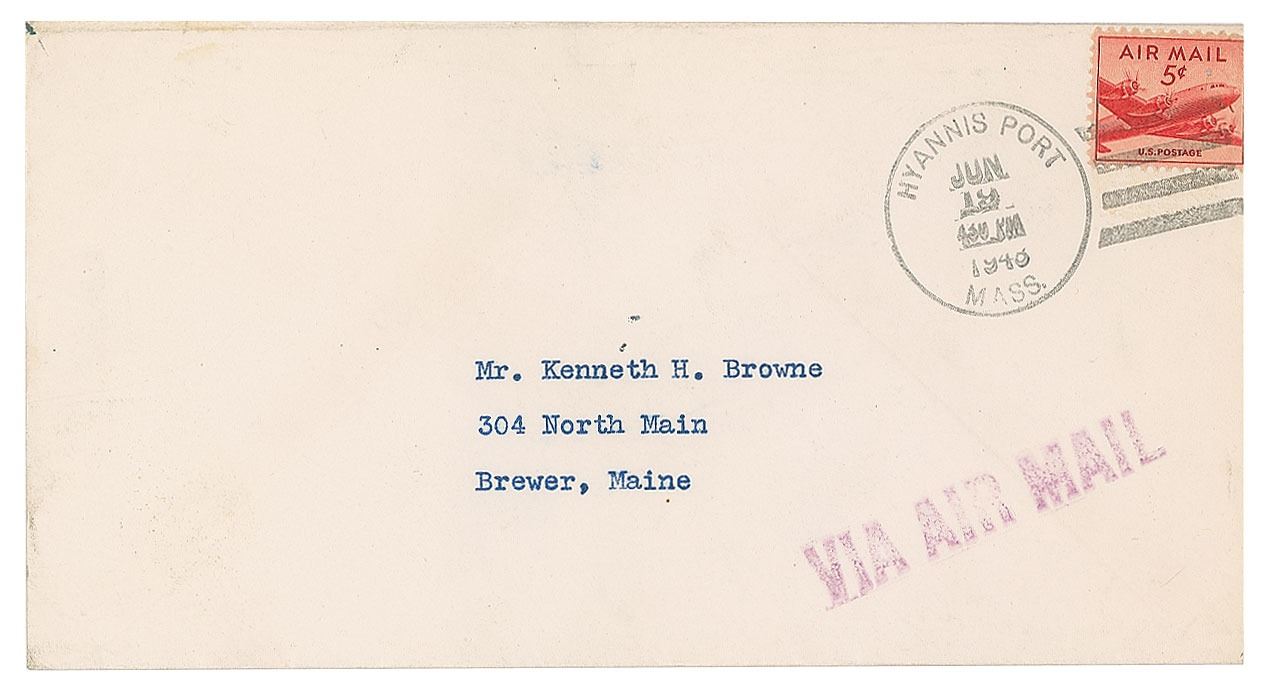 AIR MAIL
5¢
U.S.POSTAGE
HYANNIS PORT
JUN
MASS.
Mr. Kenneth H. Browne
304 North Main
Brewer, Maine
VIA AIR MAIL